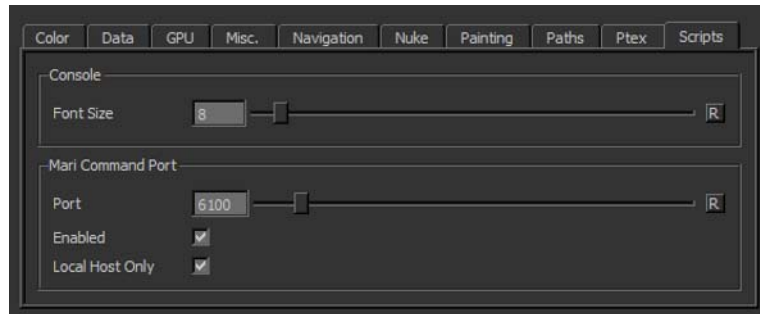 Color Data GPU Misc. Navigation Nuke Painting Paths Ptex Scripts
Console
Font Size 8 R
Mari Command Port
Port 6100 R
Enabled
Local Host Only